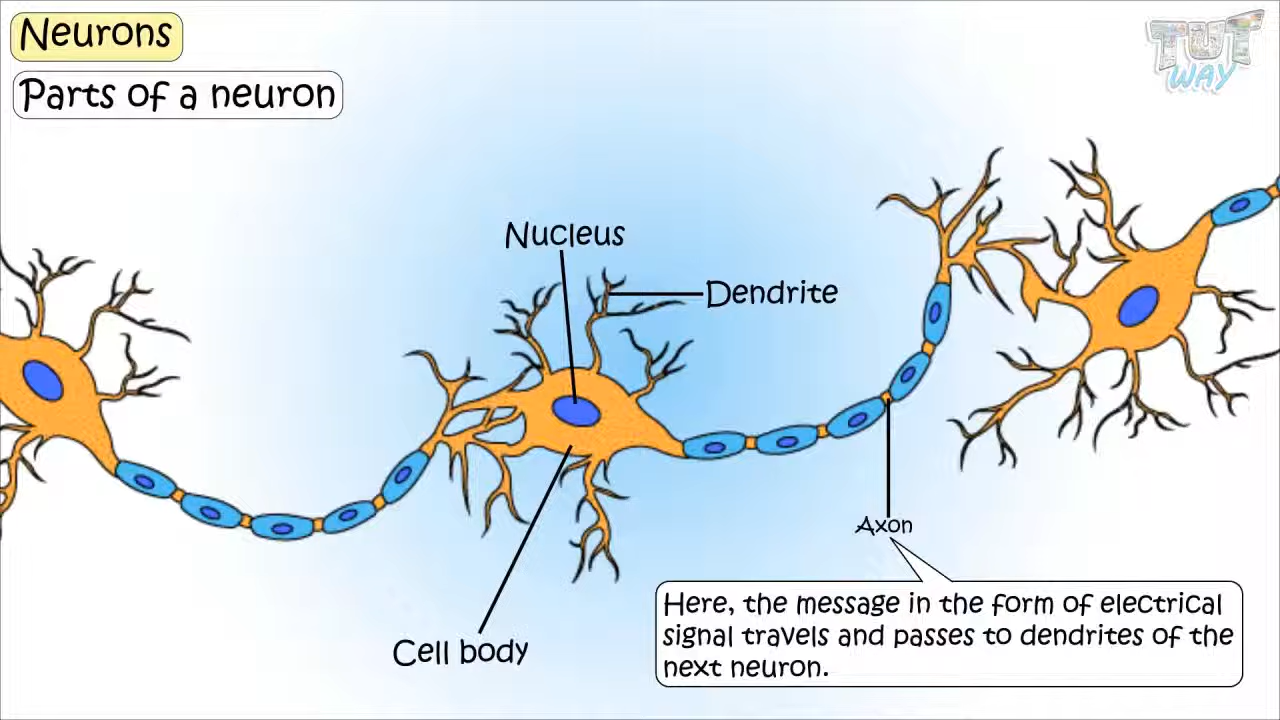 Neurons
TUT
WAY
Parts of a neuron
Nucleus
Dendrite
Axon
Here, the message in the form of electrical
signal travels and passes to dendrites of the
next neuron.
Cell body